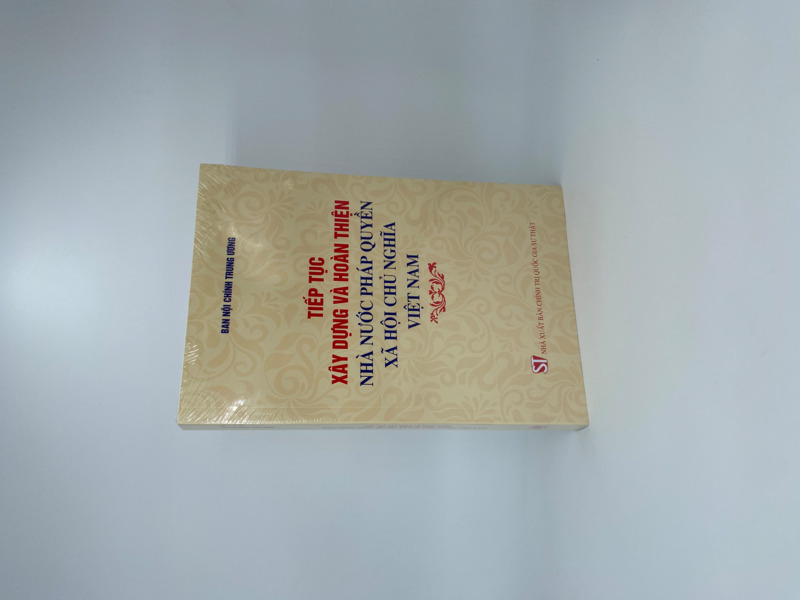 BAN NỘI CHÍNH TRUNG ƯƠNG
TIẾP TỤC
XÂY DỰNG VÀ HOÀN THIỆN
NHÀ NƯỚC PHÁP QUYỀN
XÃ HỘI CHỦ NGHĨA
VIỆT NAM
ST NHÀ XUẤT BẢN CHÍNH TRỊ QUỐC GIA SỰ THẬT